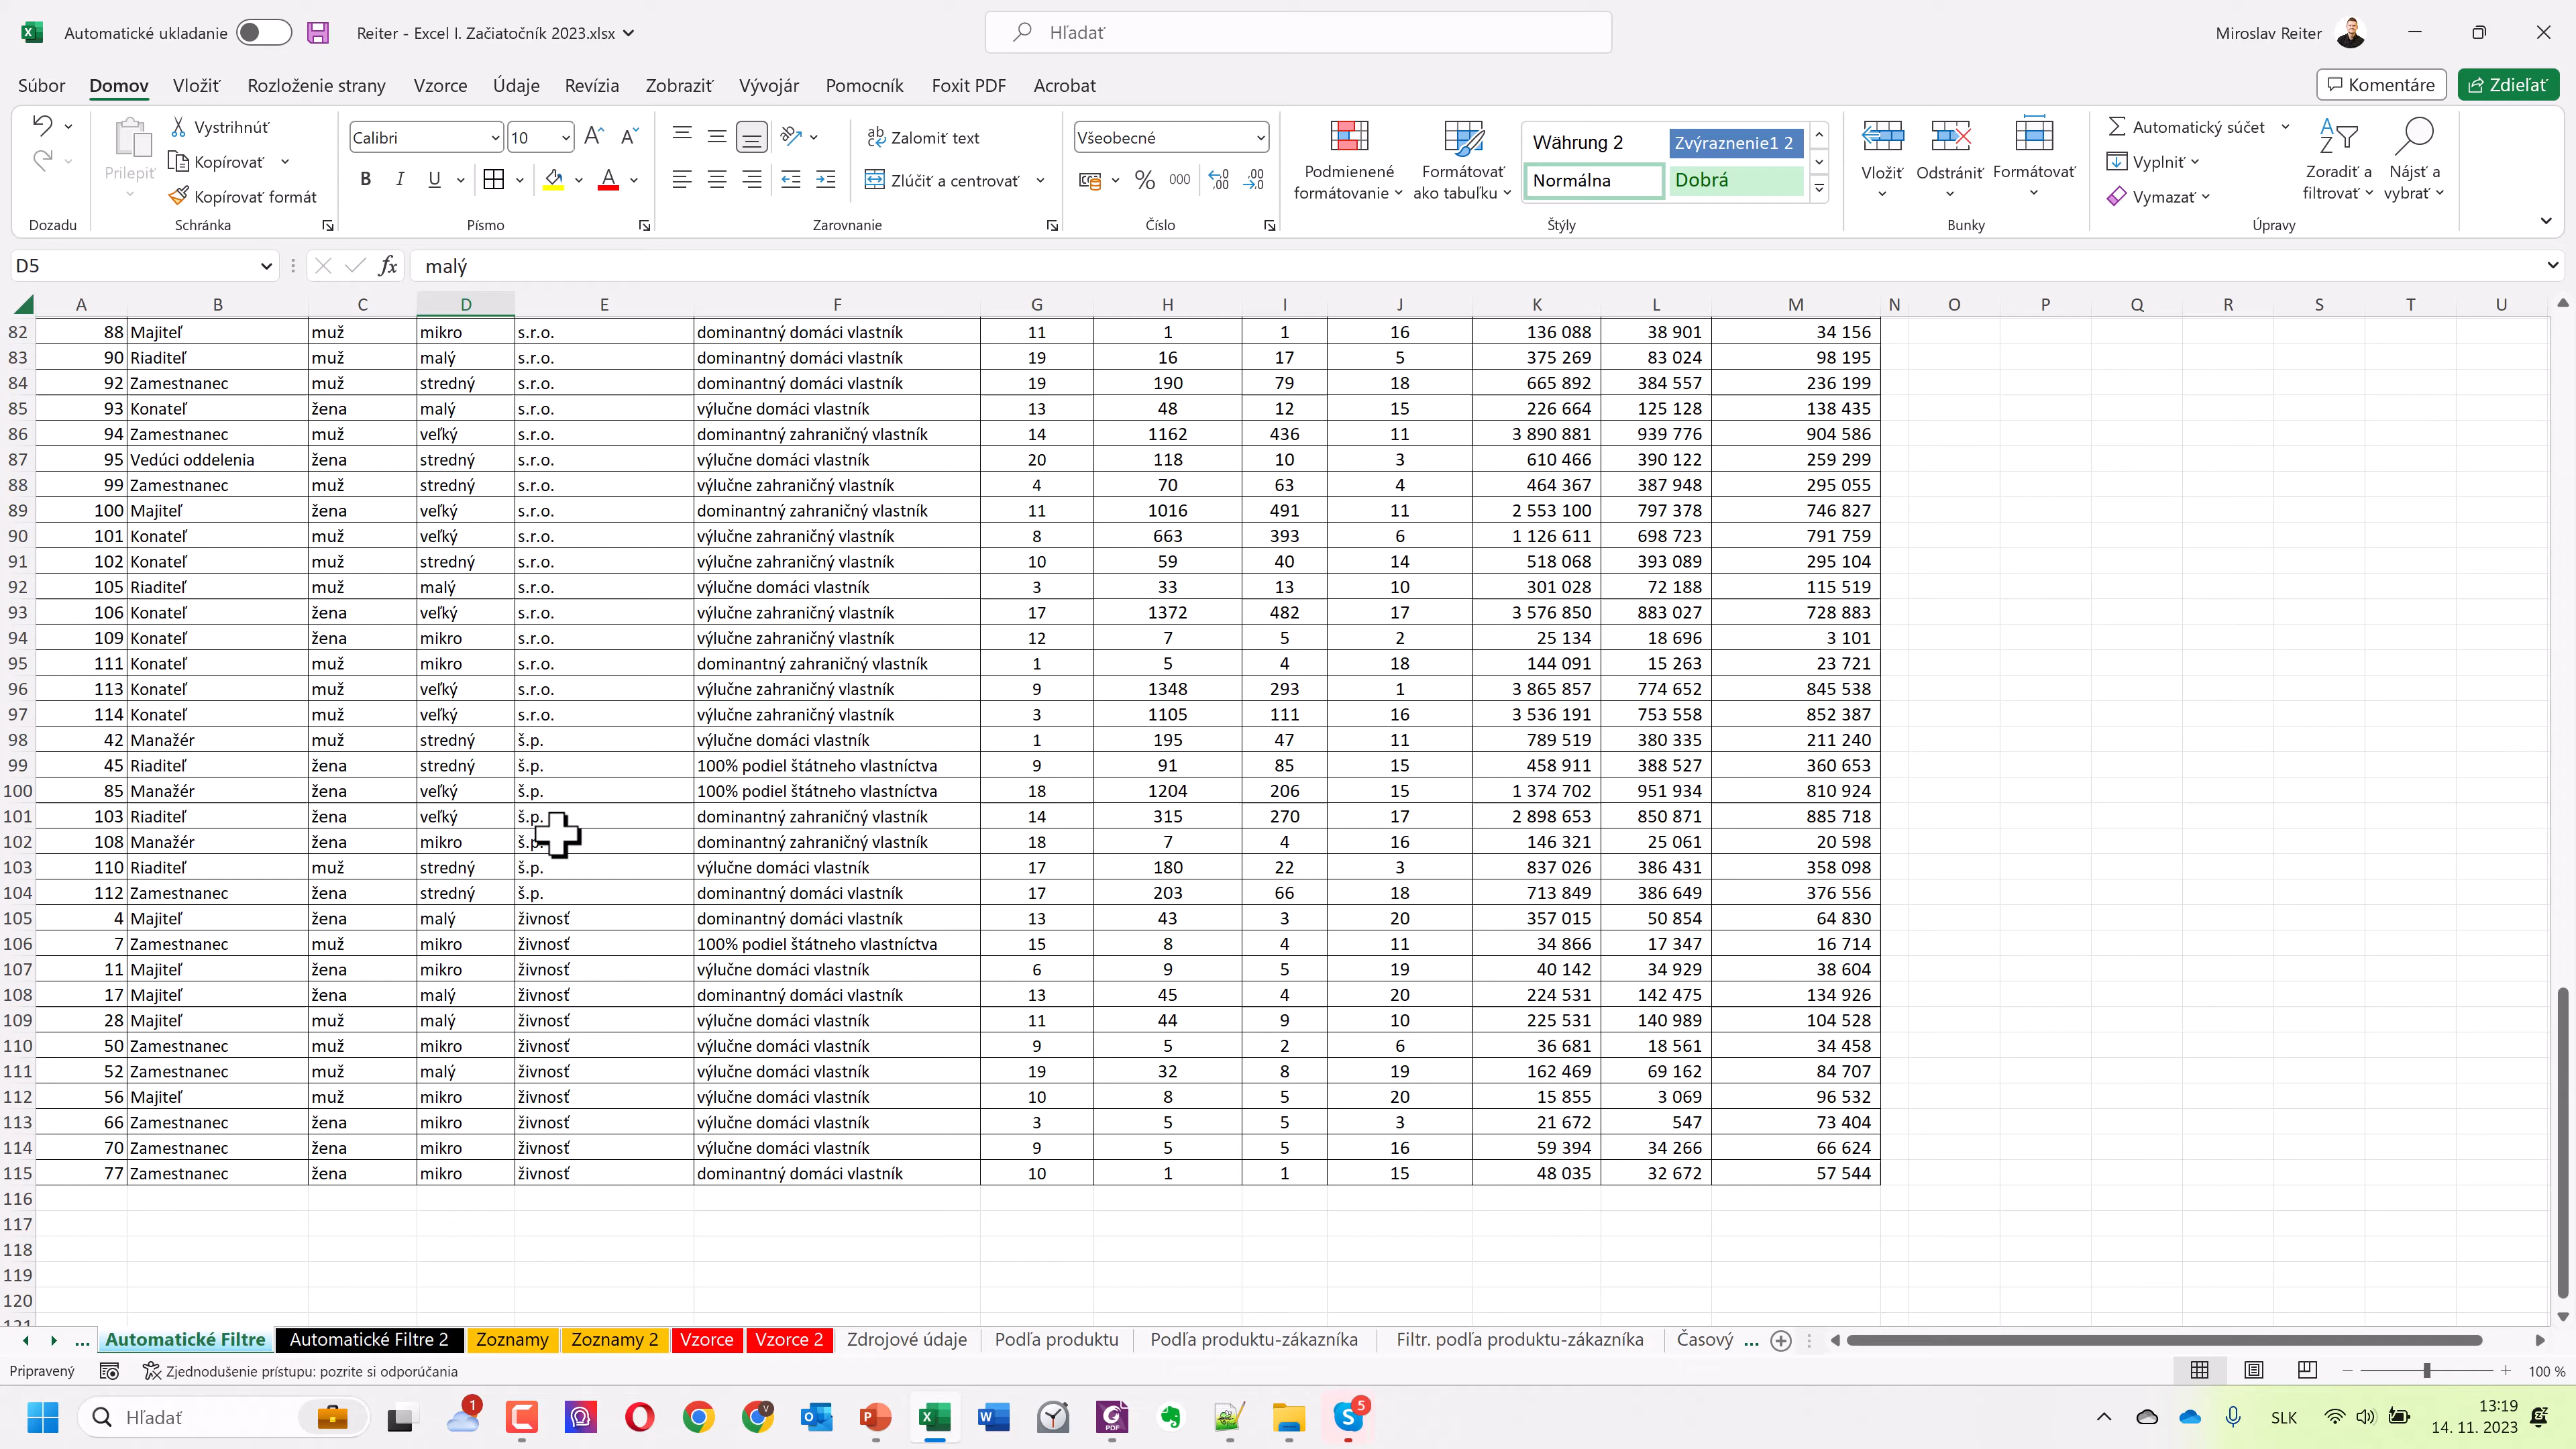 Automatické ukladanie Reiter - Excel I. Začiatočník 2023.xlsx Hľadať Miroslav Reiter
Súbor Domov Vložiť Rozloženie strany Vzorce Údaje Revízia Zobraziť Vývojár Pomocník Foxit PDF Acrobat Komentáre Zdieľať
Vystrihnúť Calibri 10 Zalomiť text Všeobecné Währung 2 Zvýraznenie1 2 Automatický súčet
Prilepiť Kopírovať Podmienené formátovanie Formátovať ako tabuľku Vložiť Odstrániť Formátovať Vyplniť Zoradiť a filtrovať Nájsť a vybrať
Kopírovať formát B I U Zlúčiť a centrovať % 000 Normálna Dobrá Vymazať
Dozadu Schránka Písmo Zarovnanie Číslo Štýly Bunky Úpravy
D5 fx malý
A B C D E F G H I J K L M N O P Q R S T U
82 88 Majiteľ muž mikro s.r.o. dominantný domáci vlastník 11 1 1 16 136 088 38 901 34 156
83 90 Riaditeľ muž malý s.r.o. dominantný domáci vlastník 19 16 17 5 375 269 83 024 98 195
84 92 Zamestnanec muž stredný s.r.o. dominantný domáci vlastník 19 190 79 18 665 892 384 557 236 199
85 93 Konateľ žena malý s.r.o. výlučne domáci vlastník 13 48 12 15 226 664 125 128 138 435
86 94 Zamestnanec muž veľký s.r.o. dominantný zahraničný vlastník 14 1162 436 11 3 890 881 939 776 904 586
87 95 Vedúci oddelenia žena stredný s.r.o. výlučne domáci vlastník 20 118 10 3 610 466 390 122 259 299
88 99 Zamestnanec muž stredný s.r.o. výlučne zahraničný vlastník 4 70 63 4 464 367 387 948 295 055
89 100 Majiteľ žena veľký s.r.o. dominantný zahraničný vlastník 11 1016 491 11 2 553 100 797 378 746 827
90 101 Konateľ muž veľký s.r.o. výlučne zahraničný vlastník 8 663 393 6 1 126 611 698 723 791 759
91 102 Konateľ muž stredný s.r.o. výlučne zahraničný vlastník 10 59 40 14 518 068 393 089 295 104
92 105 Riaditeľ muž malý s.r.o. výlučne domáci vlastník 3 33 13 10 301 028 72 188 115 519
93 106 Konateľ žena veľký s.r.o. výlučne zahraničný vlastník 17 1372 482 17 3 576 850 883 027 728 883
94 109 Konateľ žena mikro s.r.o. výlučne zahraničný vlastník 12 7 5 2 25 134 18 696 3 101
95 111 Konateľ muž mikro s.r.o. dominantný zahraničný vlastník 1 5 4 18 144 091 15 263 23 721
96 113 Konateľ muž veľký s.r.o. výlučne zahraničný vlastník 9 1348 293 1 3 865 857 774 652 845 538
97 114 Konateľ muž veľký s.r.o. výlučne zahraničný vlastník 3 1105 111 16 3 536 191 753 558 852 387
98 42 Manažér muž stredný š.p. výlučne domáci vlastník 1 195 47 11 789 519 380 335 211 240
99 45 Riaditeľ žena stredný š.p. 100% podiel štátneho vlastníctva 9 91 85 15 458 911 388 527 360 653
100 85 Manažér žena veľký š.p. 100% podiel štátneho vlastníctva 18 1204 206 15 1 374 702 951 934 810 924
101 103 Riaditeľ žena veľký š.p. dominantný zahraničný vlastník 14 315 270 17 2 898 653 850 871 885 718
102 108 Manažér žena mikro š.p. dominantný zahraničný vlastník 18 7 4 16 146 321 25 061 20 598
103 110 Riaditeľ muž stredný š.p. výlučne domáci vlastník 17 180 22 3 837 026 386 431 358 098
104 112 Zamestnanec žena stredný š.p. dominantný domáci vlastník 17 203 66 18 713 849 386 649 376 556
105 4 Majiteľ žena malý živnosť dominantný domáci vlastník 13 43 3 20 357 015 50 854 64 830
106 7 Zamestnanec muž mikro živnosť 100% podiel štátneho vlastníctva 15 8 4 11 34 866 17 347 16 714
107 11 Majiteľ žena mikro živnosť výlučne domáci vlastník 6 9 5 19 40 142 34 929 38 604
108 17 Majiteľ žena malý živnosť dominantný domáci vlastník 13 45 4 20 224 531 142 475 134 926
109 28 Majiteľ muž malý živnosť výlučne domáci vlastník 11 44 9 10 225 531 140 989 104 528
110 50 Zamestnanec muž mikro živnosť výlučne domáci vlastník 9 5 2 6 36 681 18 561 34 458
111 52 Zamestnanec muž malý živnosť výlučne domáci vlastník 19 32 8 19 162 469 69 162 84 707
112 56 Majiteľ muž mikro živnosť výlučne domáci vlastník 10 8 5 20 15 855 3 069 96 532
113 66 Zamestnanec žena mikro živnosť výlučne domáci vlastník 3 5 5 3 21 672 547 73 404
114 70 Zamestnanec žena mikro živnosť výlučne domáci vlastník 9 5 5 16 59 394 34 266 66 624
115 77 Zamestnanec žena mikro živnosť dominantný domáci vlastník 10 1 1 15 48 035 32 672 57 544
116
117
118
119
120
121
... Automatické Filtre Automatické Filtre 2 Zoznamy Zoznamy 2 Vzorce Vzorce 2 Zdrojové údaje Podľa produktu Podľa produktu-zákazníka Filtr. podľa produktu-zákazníka Časový ...
Pripravený Zjednodušenie prístupu: pozrite si odporúčania 100 %
Hľadať 1 5 SLK 13:19
14. 11. 2023